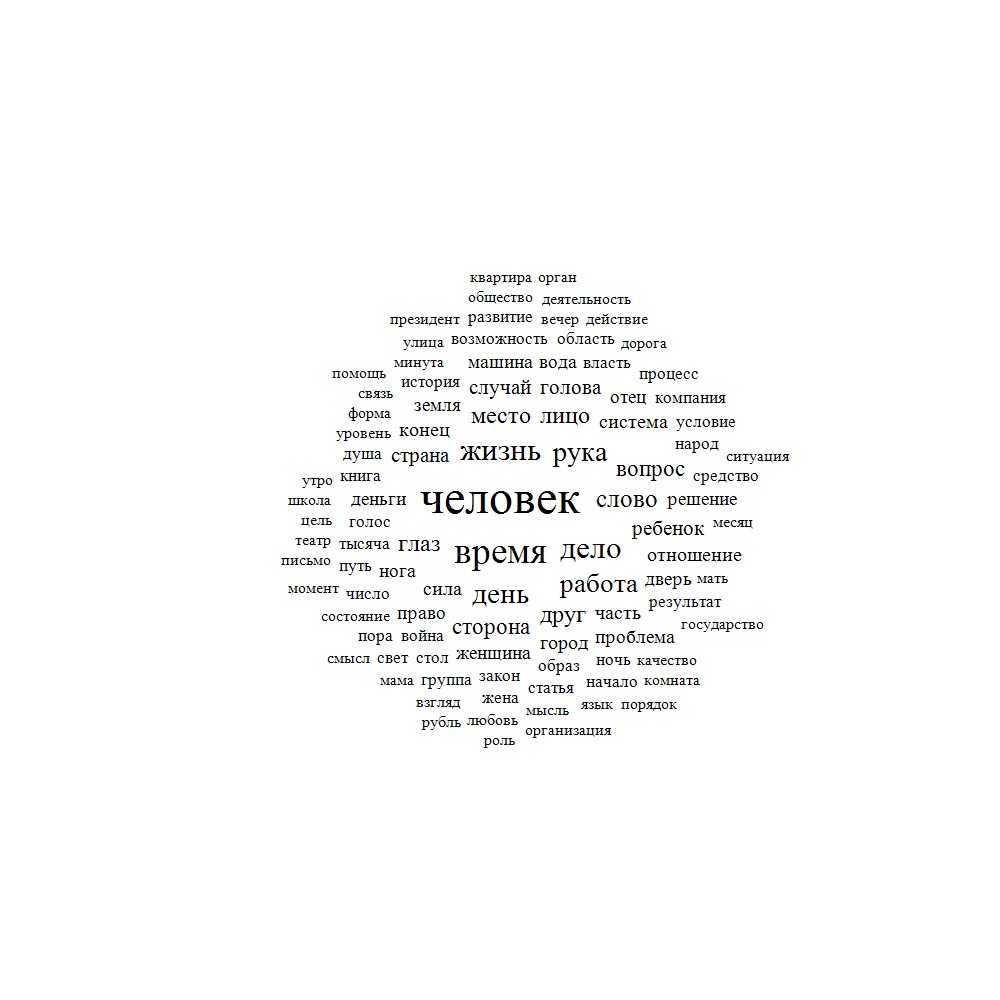 квартира орган
общество деятельность
президент развитие вечер действие
улица возможность область дорога
минута машина вода власть
помощь история случай голова процесс
связь земля отец компания
форма место лицо система условие
уровень конец народ
душа страна жизнь рука вопрос ситуация
утро книга средство
школа деньги человек слово решение
цель голос ребенок месяц
театр тысяча глаз время дело отношение
письмо путь нога работа дверь мать
момент число сила день результат
состояние право сторона друг часть государство
пора война город проблема
смысл свет стол женщина образ ночь качество
мама группа закон статья начало комната
взгляд жена мысль язык порядок
рубль любовь организация
роль